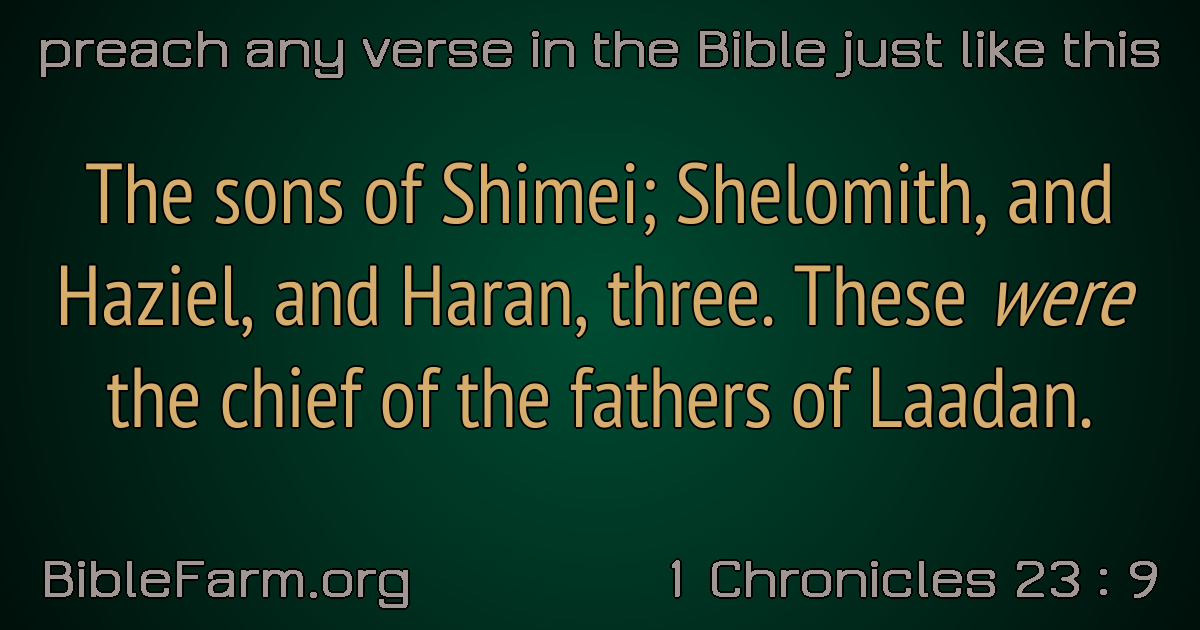 preach any verse in the Bible just like this
The sons of Shimei; Shelomith, and
Haziel, and Haran, three. These were
the chief of the fathers of Laadan.
BibleFarm.org
1 Chronicles 23 : 9